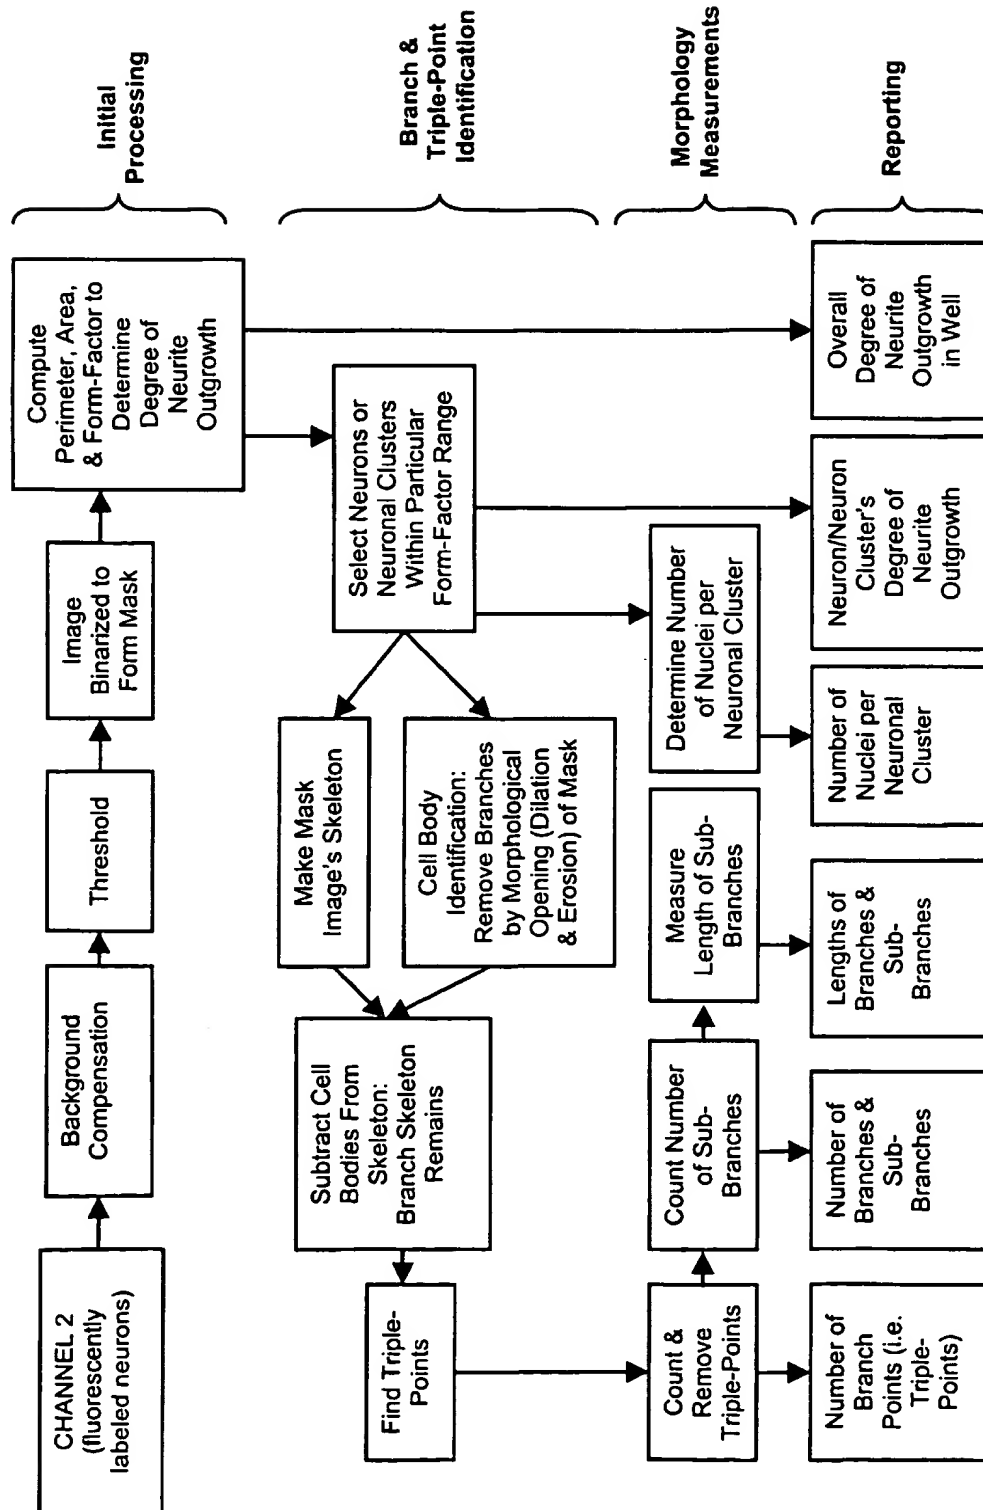 CHANNEL 2
(fluorescently
labeled neurons)
Background
Compensation
Threshold
Image
Binarized to
Form Mask
Compute
Perimeter, Area,
& Form-Factor to
Determine
Degree of
Neurite
Outgrowth
Initial
Processing
Find Triple-
Points
Subtract Cell
Bodies From
Skeleton:
Branch Skeleton
Remains
Make Mask
Image's Skeleton
Cell Body
Identification:
Remove Branches
by Morphological
Opening (Dilation
& Erosion) of Mask
Select Neurons or
Neuronal Clusters
Within Particular
Form-Factor Range
Branch &
Triple-Point
Identification
Count &
Remove
Triple-Points
Count Number
of Sub-
Branches
Measure
Length of Sub-
Branches
Determine Number
of Nuclei per
Neuronal Cluster
Morphology
Measurements
Number of
Branch
Points (i.e.
Triple-
Points)
Number of
Branches &
Sub-
Branches
Lengths of
Branches &
Sub-
Branches
Number of
Nuclei per
Neuronal
Cluster
Neuron/Neuron
Cluster's
Degree of
Neurite
Outgrowth
Overall
Degree of
Neurite
Outgrowth
in Well
Reporting